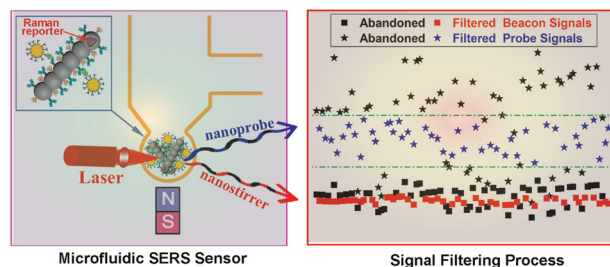 Raman
reporter
nanoprobe
nanostirrer
Laser
N
S
Microfluidic SERS Sensor
Abandoned Filtered Beacon Signals
Abandoned Filtered Probe Signals
Signal Filtering Process